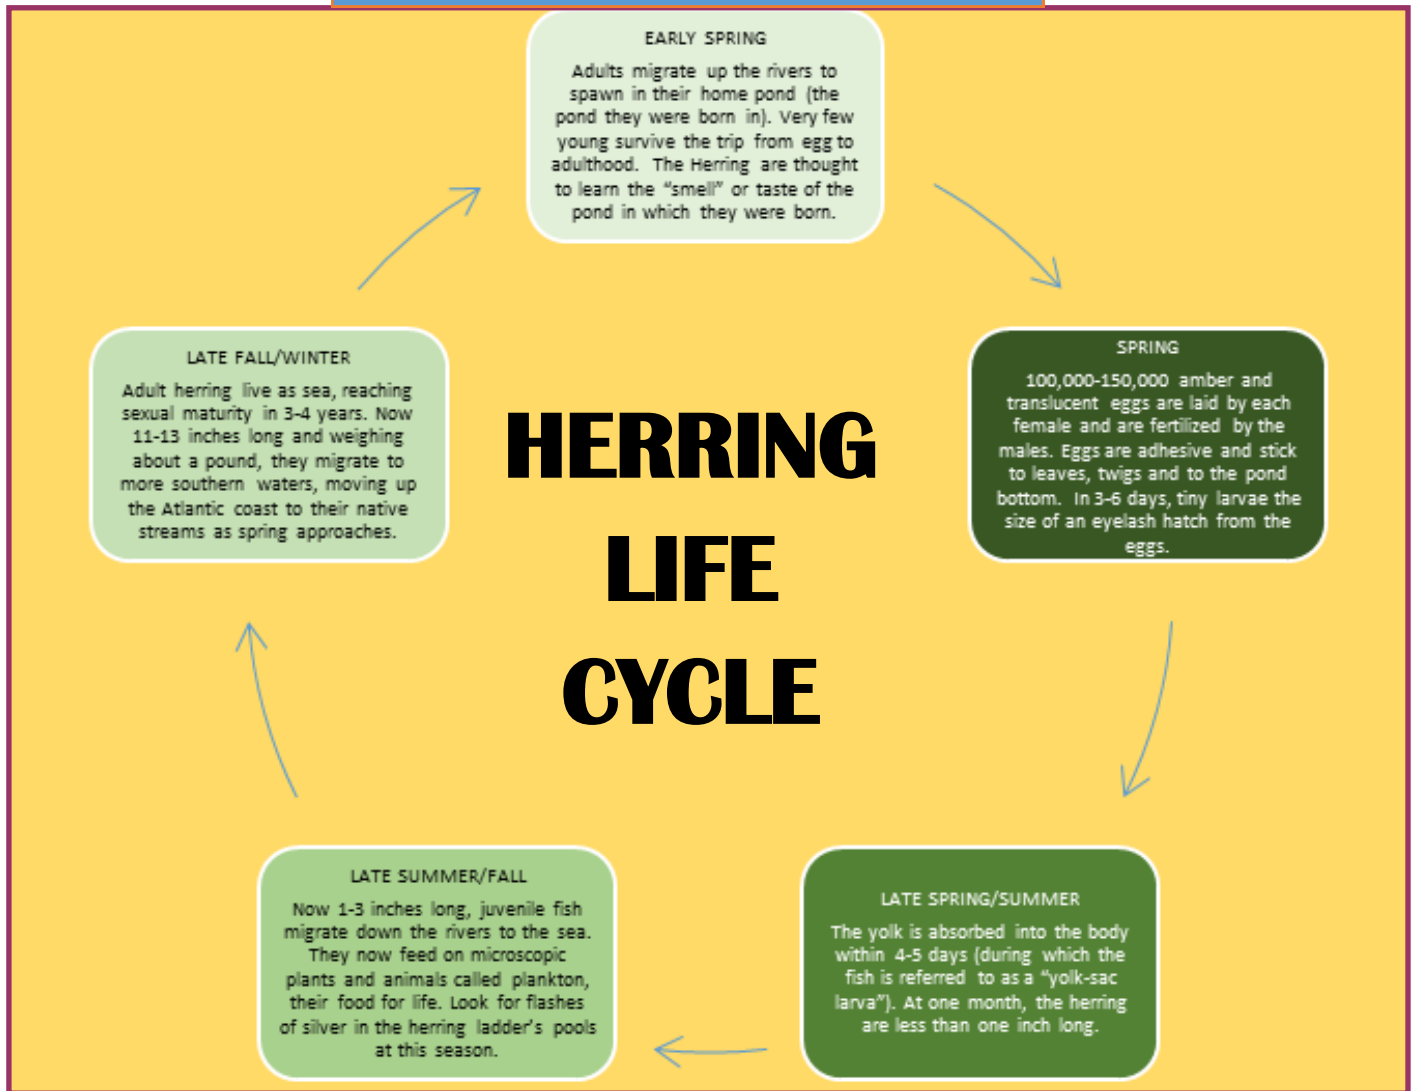 EARLY SPRING
Adults migrate up the rivers to
spawn in their home pond (the
pond they were born in). Very few
young survive the trip from egg to
adulthood. The Herring are thought
to learn the “smell” or taste of the
pond in which they were born.
SPRING
100,000-150,000 amber and
translucent eggs are laid by each
female and are fertilized by the
males. Eggs are adhesive and stick
to leaves, twigs and to the pond
bottom. In 3-6 days, tiny larvae the
size of an eyelash hatch from the
eggs.
LATE SPRING/SUMMER
The yolk is absorbed into the body
within 4-5 days (during which the
fish is referred to as a “yolk-sac
larva”). At one month, the herring
are less than one inch long.
LATE SUMMER/FALL
Now 1-3 inches long, juvenile fish
migrate down the rivers to the sea.
They now feed on microscopic
plants and animals called plankton,
their food for life. Look for flashes
of silver in the herring ladder’s pools
at this season.
LATE FALL/WINTER
Adult herring live as sea, reaching
sexual maturity in 3-4 years. Now
11-13 inches long and weighing
about a pound, they migrate to
more southern waters, moving up
the Atlantic coast to their native
streams as spring approaches.
HERRING
LIFE
CYCLE